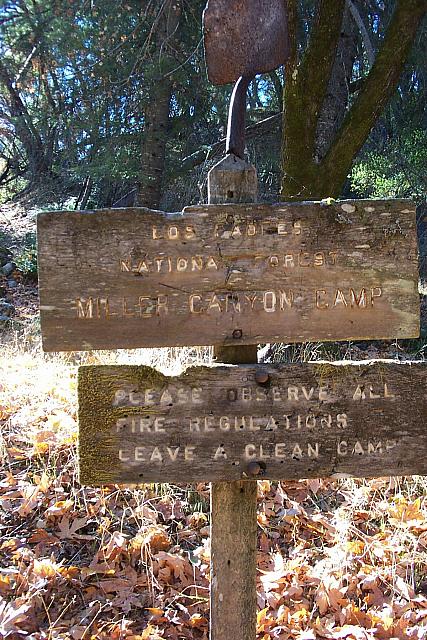 LOS PADRES
NATIONAL FOREST
MILLER CANYON CAMP
PLEASE OBSERVE ALL
FIRE REGULATIONS
LEAVE A CLEAN CAMP